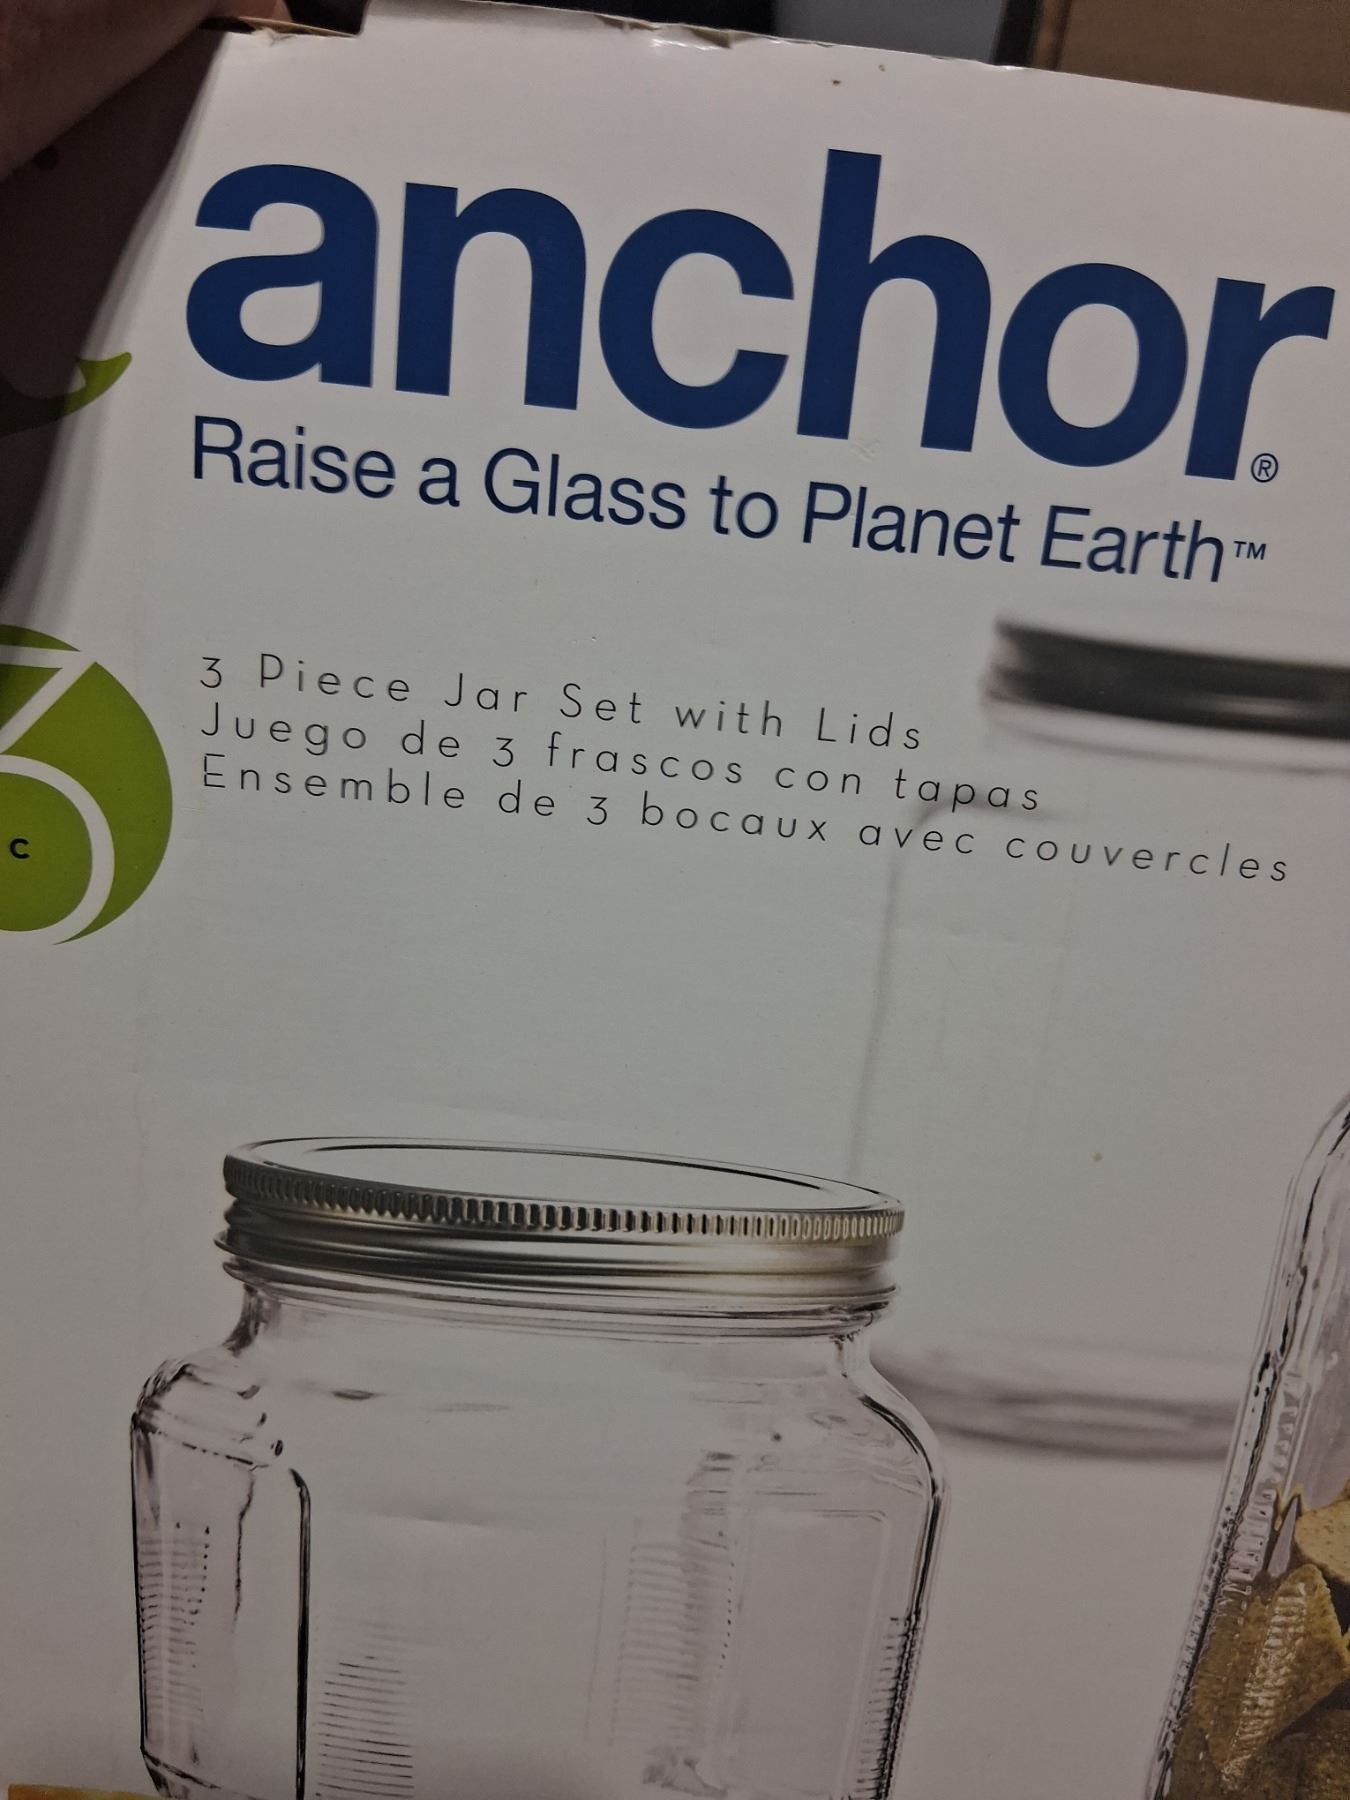 anchor®
Raise a Glass to Planet Earth™
3 Piece Jar Set with Lids
Juego de 3 frascos con tapas
Ensemble de 3 bocaux avec couvercles
3
c